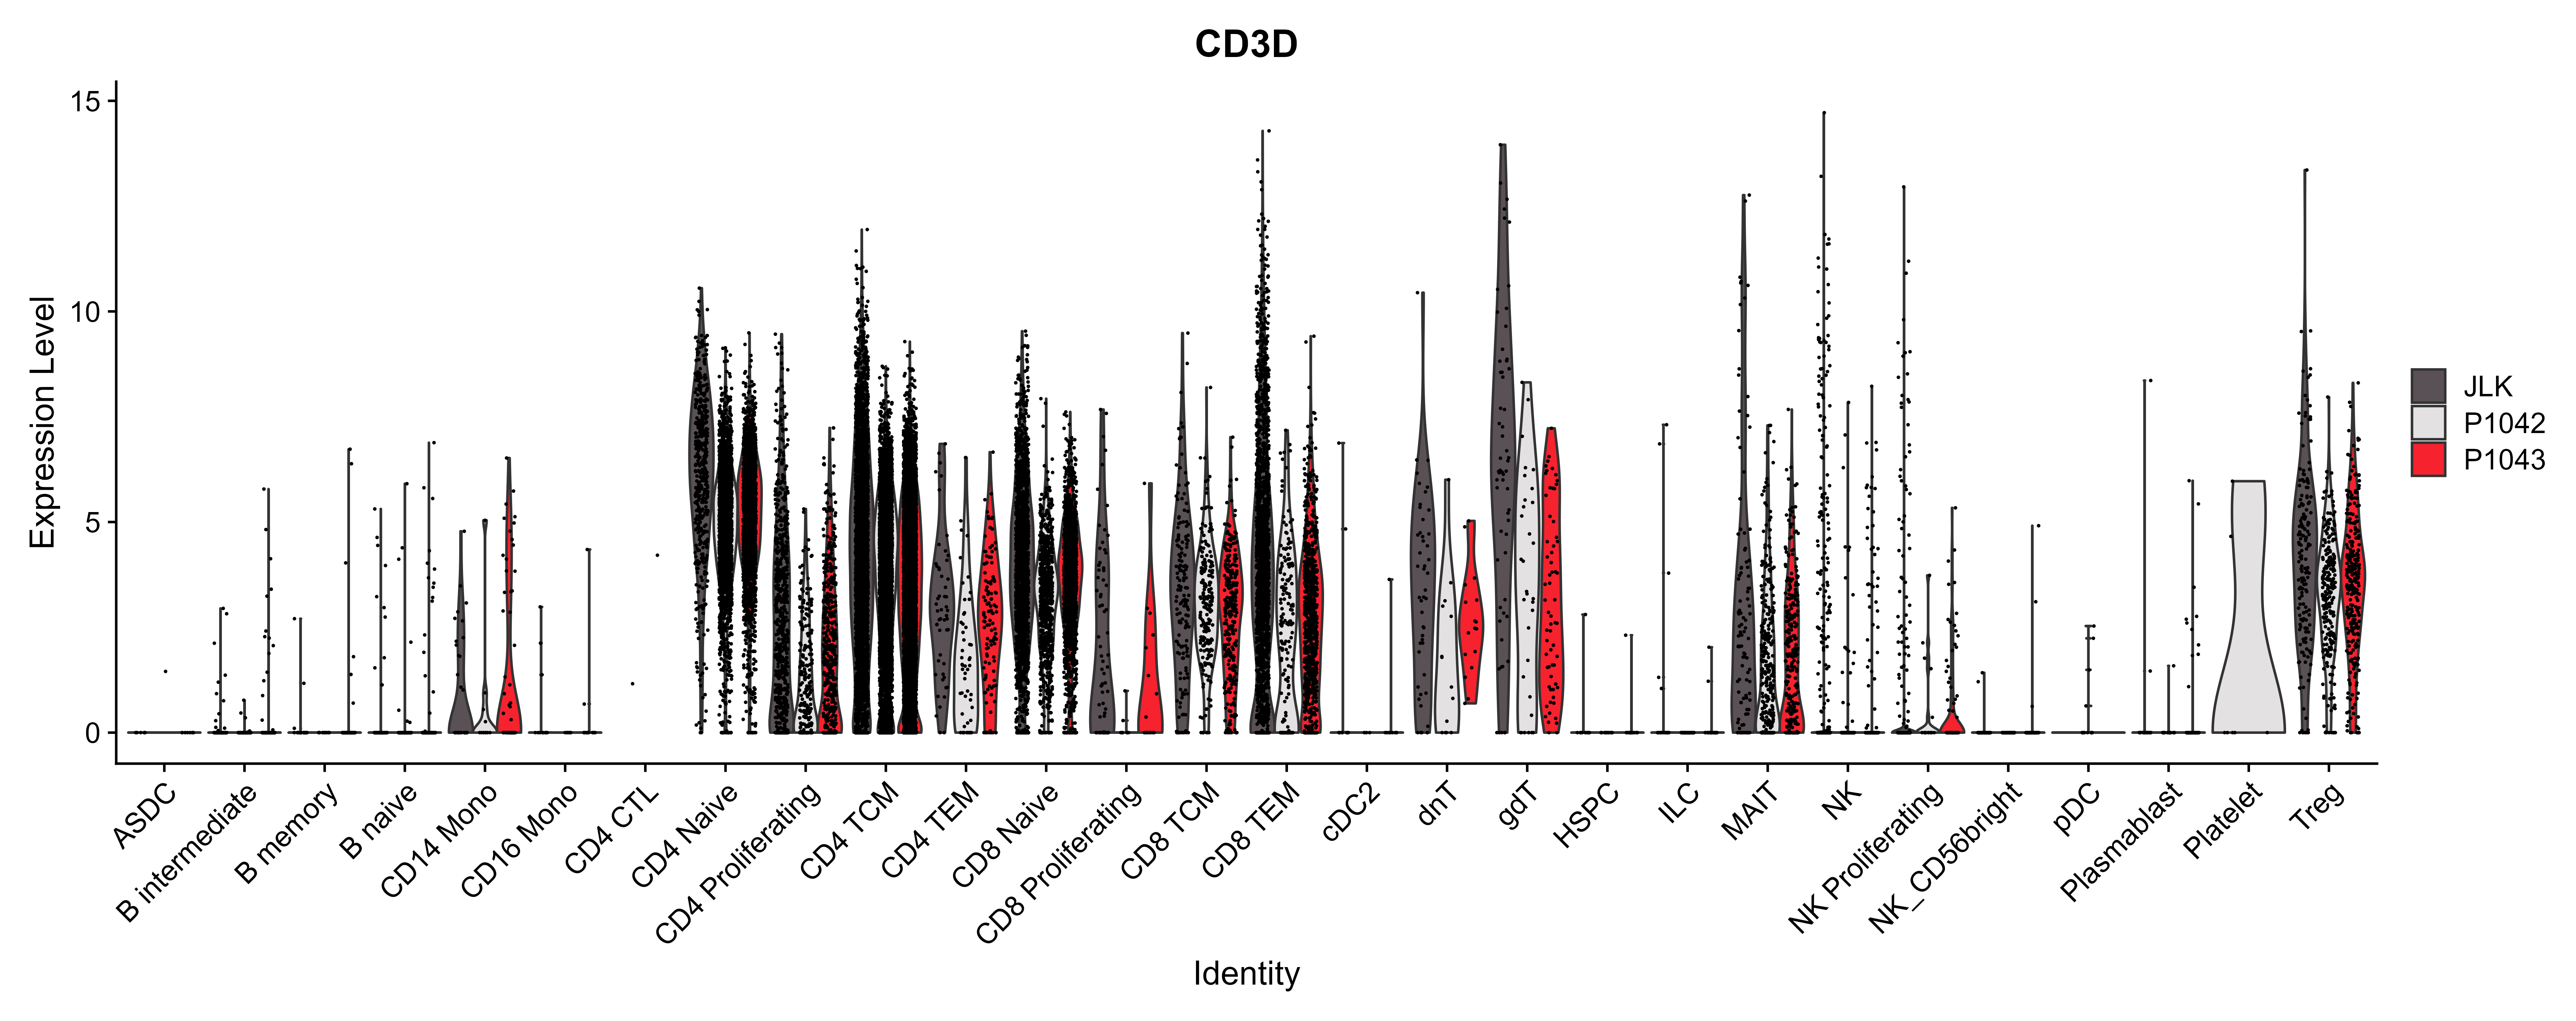 CD3D
Expression Level
15
10
5
0
JLK
P1042
P1043
ASDC
B intermediate
B memory
B naive
CD14 Mono
CD16 Mono
CD4 CTL
CD4 Naive
CD4 Proliferating
CD4 TCM
CD4 TEM
CD8 Naive
CD8 Proliferating
CD8 TCM
CD8 TEM
cDC2
dnT
gdT
HSPC
ILC
MAIT
NK
NK Proliferating
NK_CD56bright
pDC
Plasmablast
Platelet
Treg
Identity